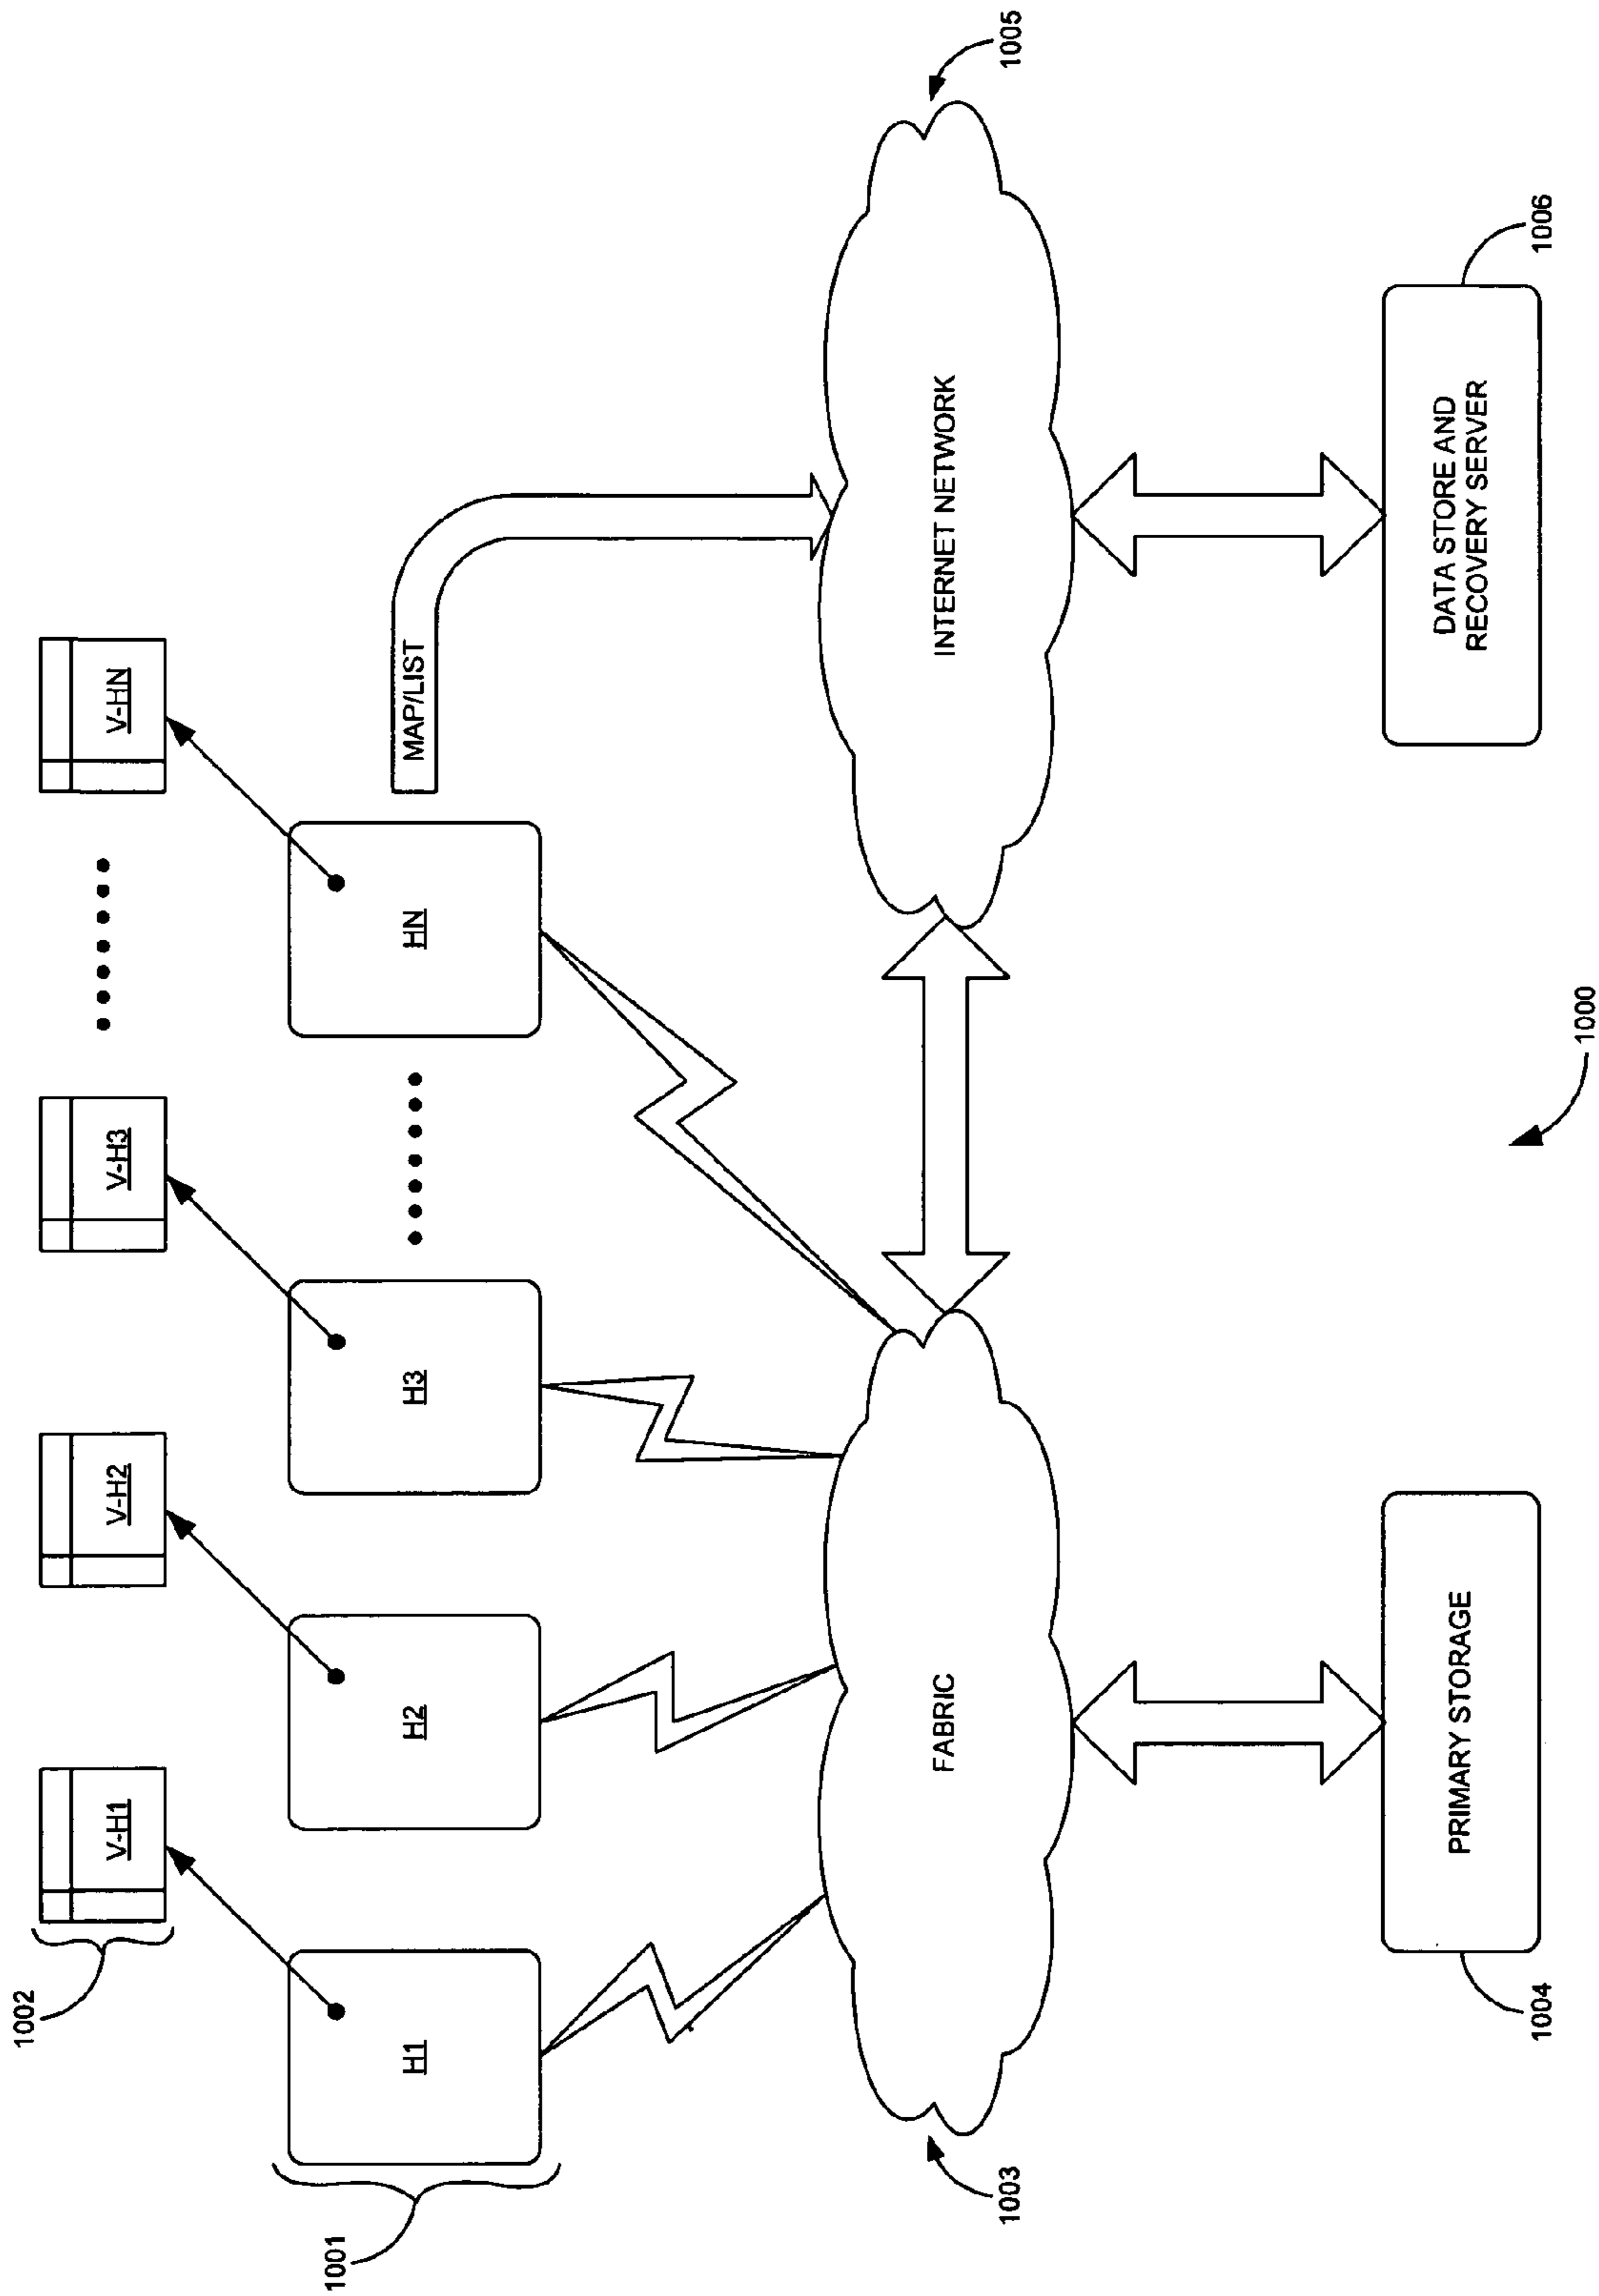 1002
V-H1
V-H2
V-H3
V-HN
1001
H1
H2
H3
HN
MAP/LIST
1003
FABRIC
INTERNET NETWORK
1005
1004
PRIMARY STORAGE
DATA STORE AND
RECOVERY SERVER
1006
1000